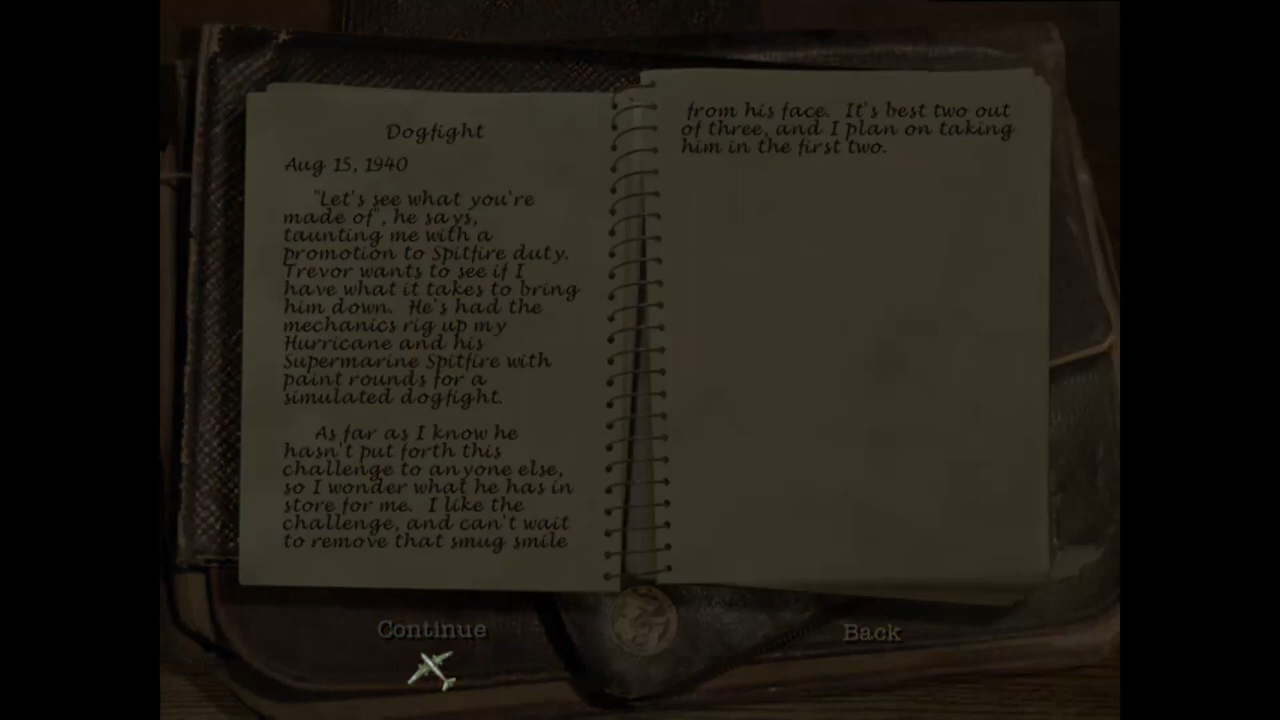 Dogfight
Aug 15, 1940
"Let's see what you're
made of", he says,
taunting me with a
promotion to Spitfire duty.
Trevor wants to see if I
have what it takes to bring
him down. He's had the
mechanics rig up my
Hurricane and his
Supermarine Spitfire with
paint rounds for a
simulated dogfight.
As far as I know he
hasn't put forth this
challenge to anyone else,
so I wonder what he has in
store for me. I like the
challenge, and can't wait
to remove that smug smile
from his face. It's best two out
of three, and I plan on taking
him in the first two.
Continue
Back